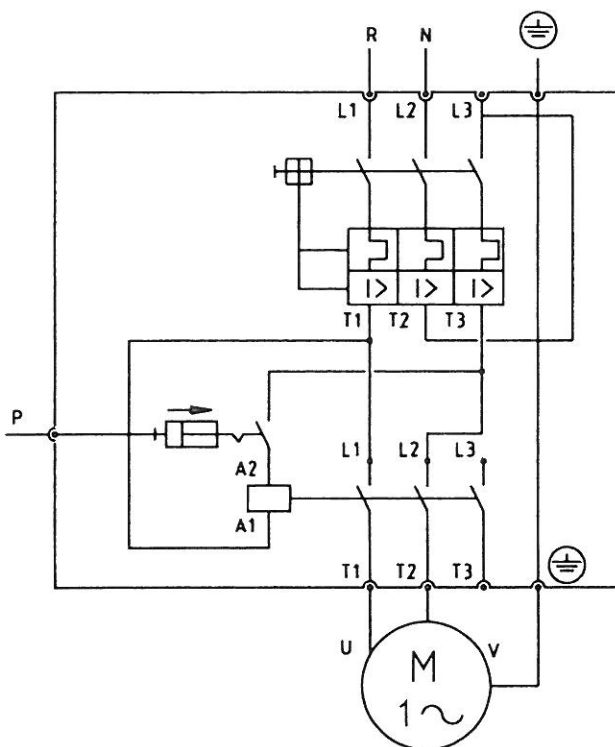 R N
L1 L2 L3
I> I> I>
T1 T2 T3
P
L1 L2 L3
A2
A1
T1 T2 T3
U V
M
1~